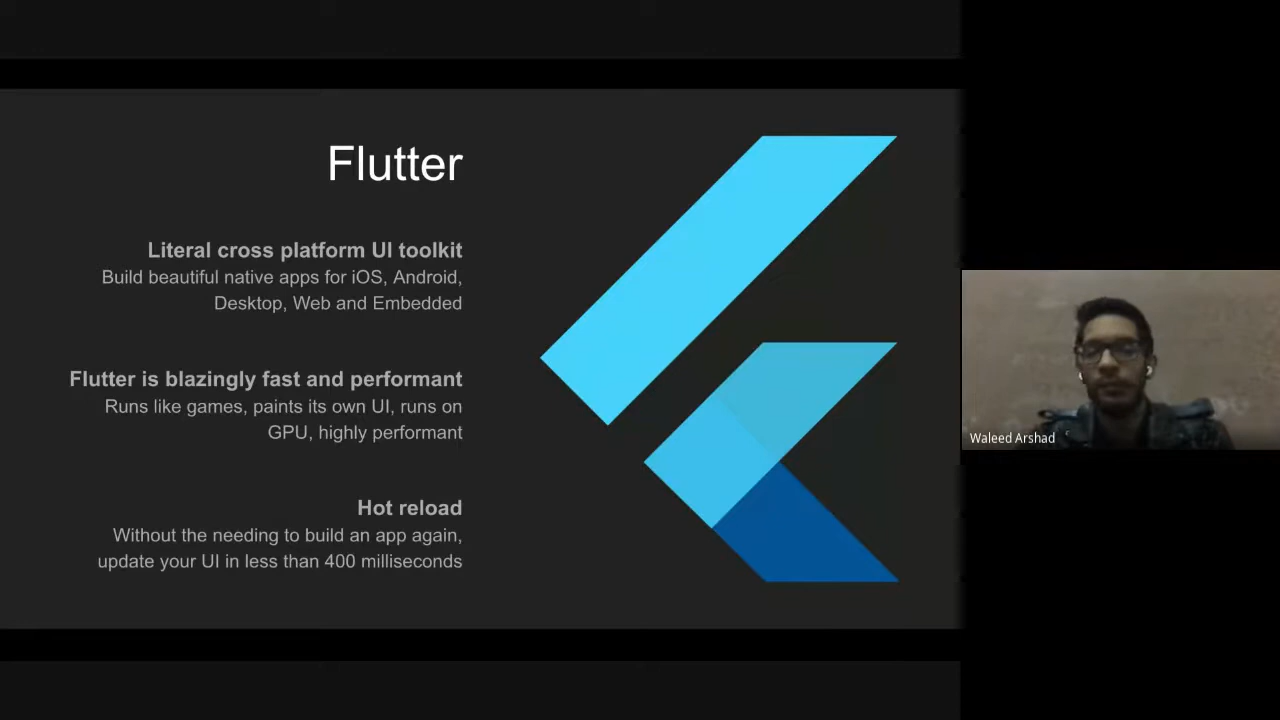 Flutter
Literal cross platform UI toolkit
Build beautiful native apps for iOS, Android,
Desktop, Web and Embedded
Flutter is blazingly fast and performant
Runs like games, paints its own UI, runs on
GPU, highly performant
Hot reload
Without the needing to build an app again,
update your UI in less than 400 milliseconds
Waleed Arshad